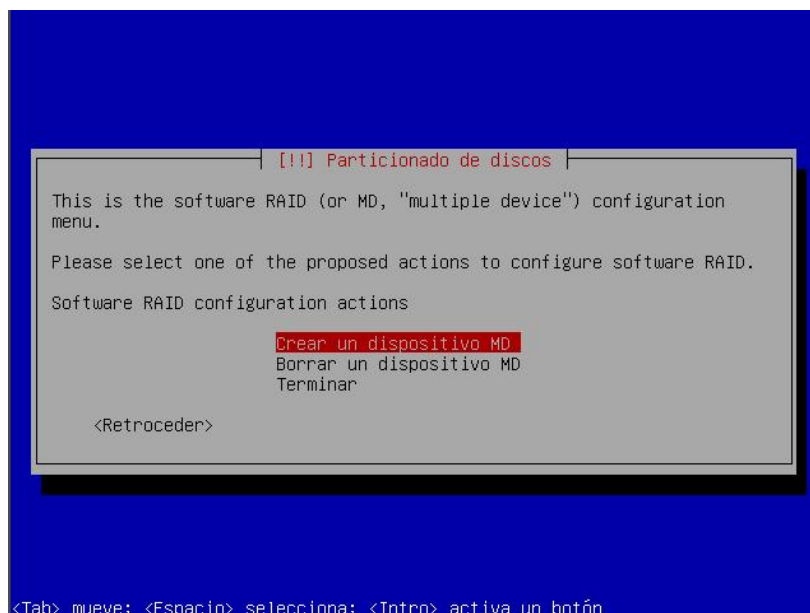 [!!] Particionado de discos
This is the software RAID (or MD, "multiple device") configuration
menu.
Please select one of the proposed actions to configure software RAID.
Software RAID configuration actions
Crear un dispositivo MD
Borrar un dispositivo MD
Terminar
<Retroceder>
<Tab> mueve; <Espacio> selecciona; <Intro> activa un botón